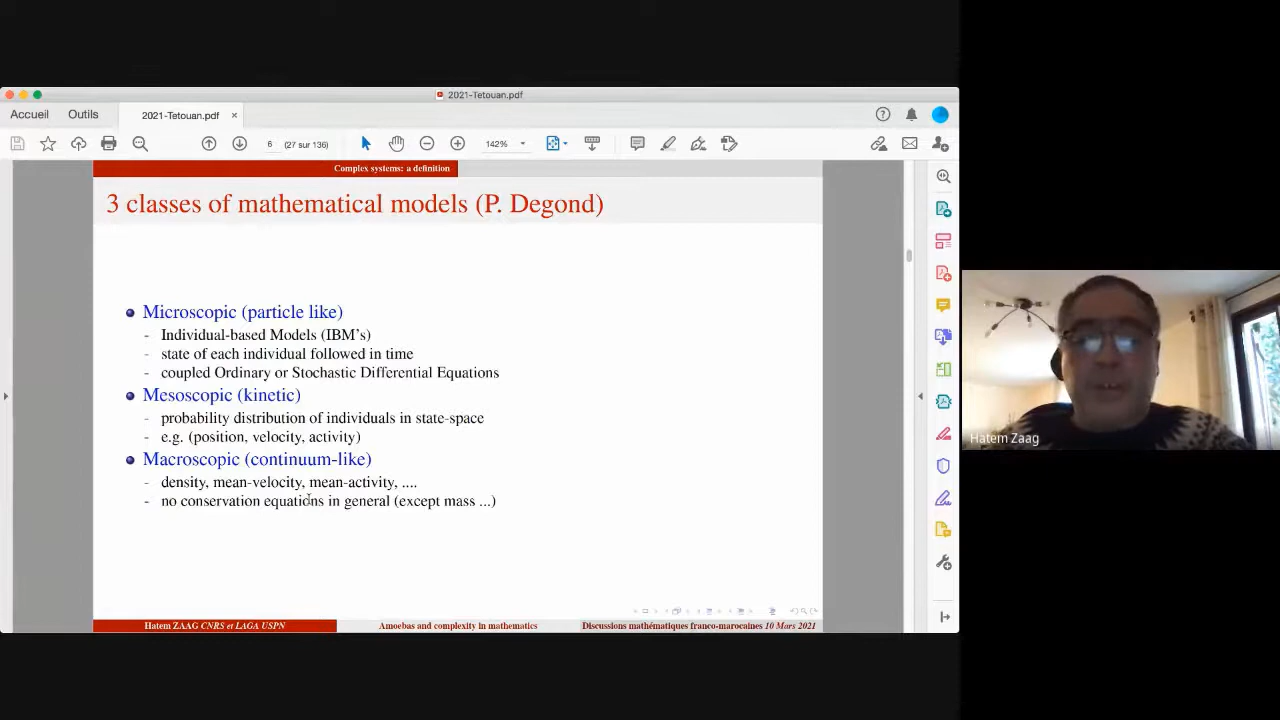 2021-Tetouan.pdf
Accueil
Outils
2021-Tetouan.pdf ×
6 (27 sur 136)
142%
Complex systems: a definition
3 classes of mathematical models (P. Degond)
Microscopic (particle like)
- Individual-based Models (IBM's)
- state of each individual followed in time
- coupled Ordinary or Stochastic Differential Equations
Mesoscopic (kinetic)
- probability distribution of individuals in state-space
- e.g. (position, velocity, activity)
Macroscopic (continuum-like)
- density, mean-velocity, mean-activity, ....
- no conservation equations in general (except mass ...)
Hatem ZAAG CNRS et LAGA USPN
Amoebas and complexity in mathematics
Discussions mathématiques franco-marocaines 10 Mars 2021
Hatem Zaag